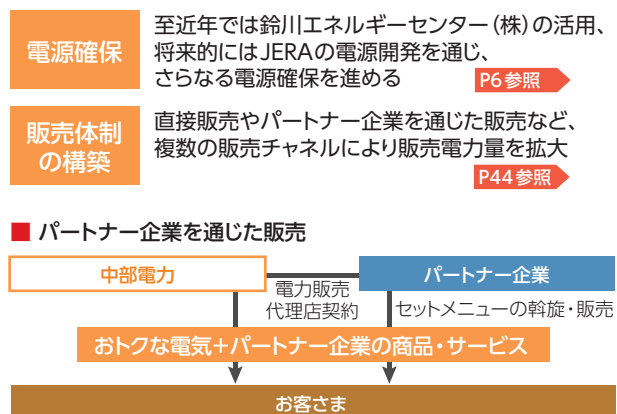 電源確保
至近年では鈴川エネルギーセンター（株）の活用、
将来的にはJERAの電源開発を通じ、
さらなる電源確保を進める
P6参照
販売体制
の構築
直接販売やパートナー企業を通じた販売など、
複数の販売チャネルにより販売電力量を拡大
P44参照
■ パートナー企業を通じた販売
中部電力
パートナー企業
電力販売
代理店契約
セットメニューの斡旋・販売
おトクな電気＋パートナー企業の商品・サービス
お客さま